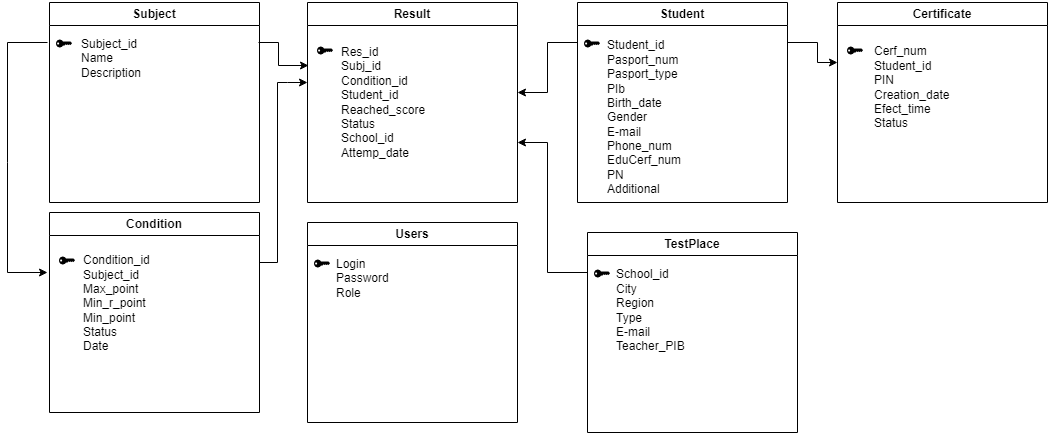 Subject
Subject_id
Name
Description
Result
Res_id
Subj_id
Condition_id
Student_id
Reached_score
Status
School_id
Attemp_date
Student
Student_id
Pasport_num
Pasport_type
PIb
Birth_date
Gender
E-mail
Phone_num
EduCerf_num
PN
Additional
Certificate
Cerf_num
Student_id
PIN
Creation_date
Efect_time
Status
Condition
Condition_id
Subject_id
Max_point
Min_r_point
Min_point
Status
Date
Users
Login
Password
Role
TestPlace
School_id
City
Region
Type
E-mail
Teacher_PIB